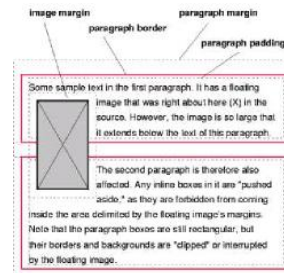 image margin
paragraph margin
paragraph border
paragraph padding
Some sample text in the first paragraph. It has a floating
image that was right about here (X) in the
source. However, the image is so large that
it extends below the text of this paragraph.
The second paragraph is therefore also
affected. Any inline boxes in it are "pushed
aside," as they are forbidden from coming
inside the area delimited by the floating image's margins.
Note that the paragraph boxes are still rectangular, but
their borders and backgrounds are "clipped" or interrupted
by the floating image.